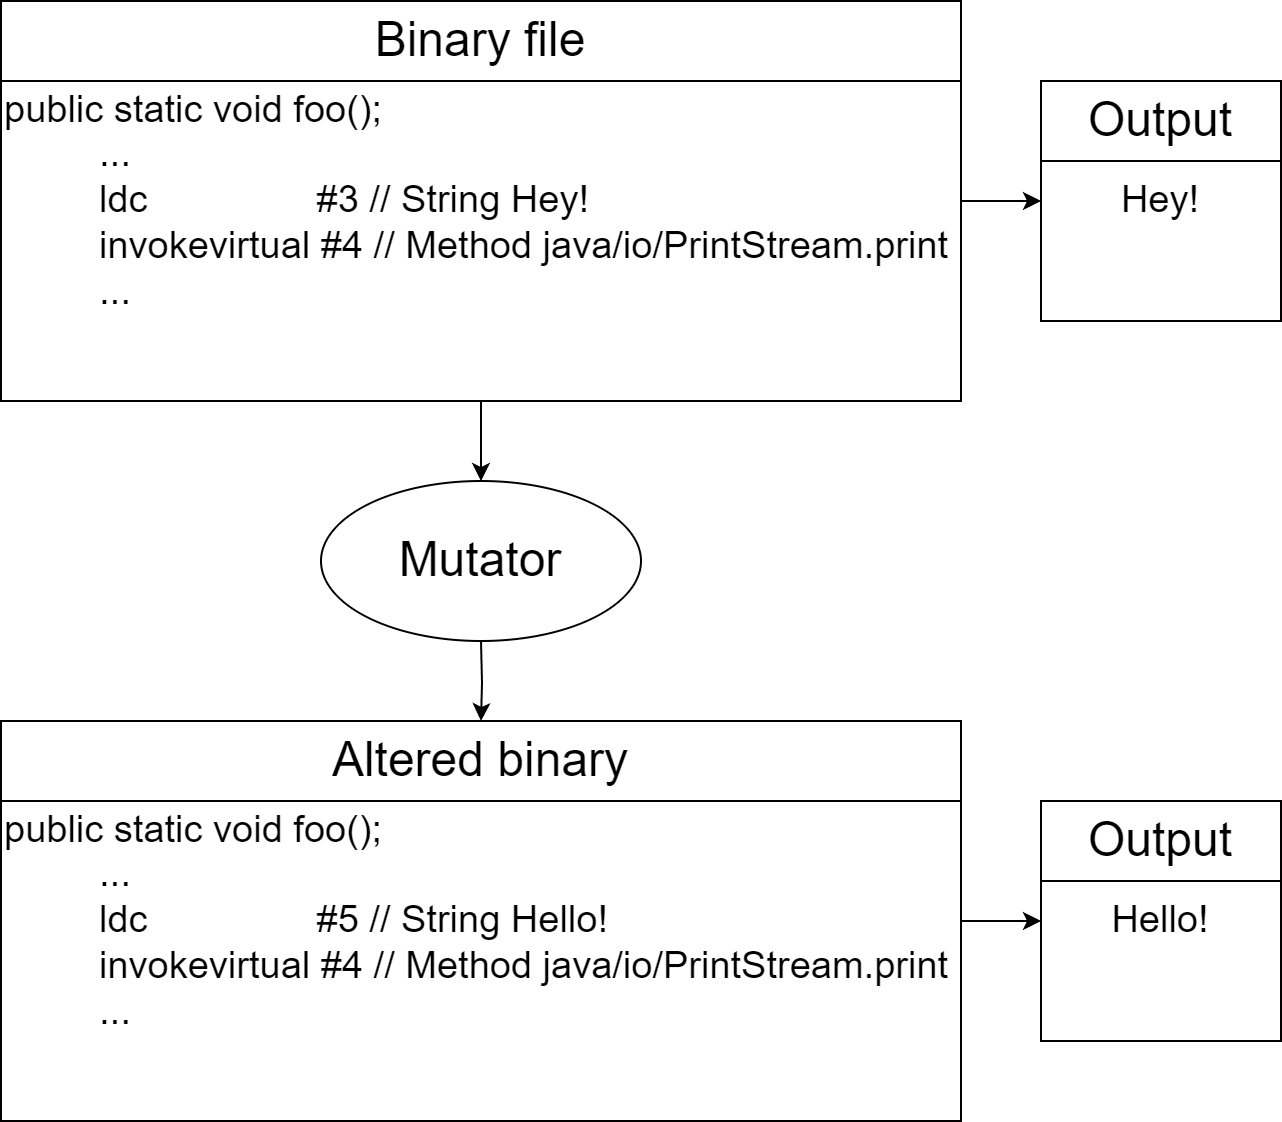 Binary file
public static void foo();
...
ldc #3 // String Hey!
invokevirtual #4 // Method java/io/PrintStream.print
...
Output
Hey!
Mutator
Altered binary
public static void foo();
...
ldc #5 // String Hello!
invokevirtual #4 // Method java/io/PrintStream.print
...
Output
Hello!